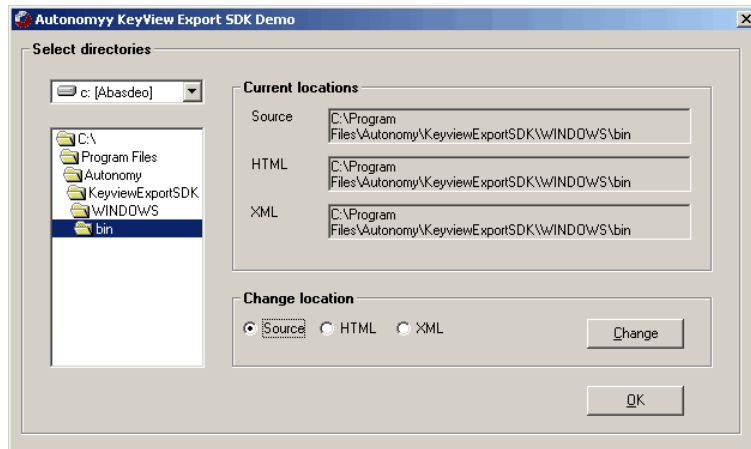 Autonomyy KeyView Export SDK Demo
Select directories
c: [Abasdeo]
C:\
Program Files
Autonomy
KeyviewExportSDK
WINDOWS
bin
Current locations
Source
C:\Program
Files\Autonomy\KeyviewExportSDK\WINDOWS\bin
HTML
C:\Program
Files\Autonomy\KeyviewExportSDK\WINDOWS\bin
XML
C:\Program
Files\Autonomy\KeyviewExportSDK\WINDOWS\bin
Change location
Source HTML XML
Change
OK